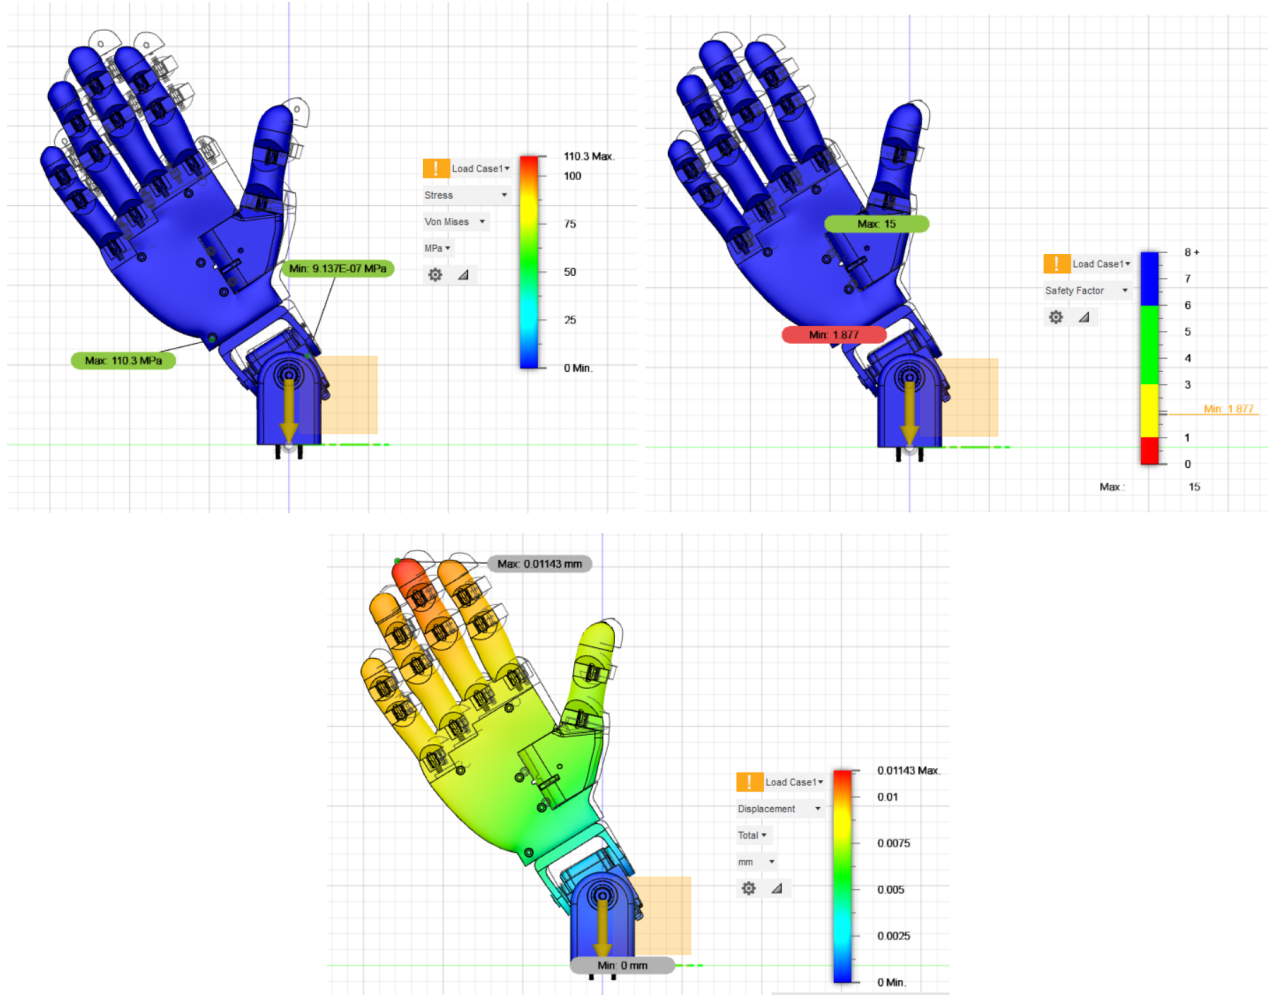 110.3 Max.
! Load Case1
100
Stress
75
Von Mises
MPa
50
25
0 Min.
Min: 9.137E-07 MPa
Max: 110.3 MPa
Max: 15
Min: 1.877
! Load Case1
Safety Factor
8 +
7
6
5
4
3
Min: 1.877
1
0
Max.: 15
Max: 0.01143 mm
! Load Case1
Displacement
Total
mm
0.01143 Max.
0.01
0.0075
0.005
0.0025
0 Min.
Min: 0 mm